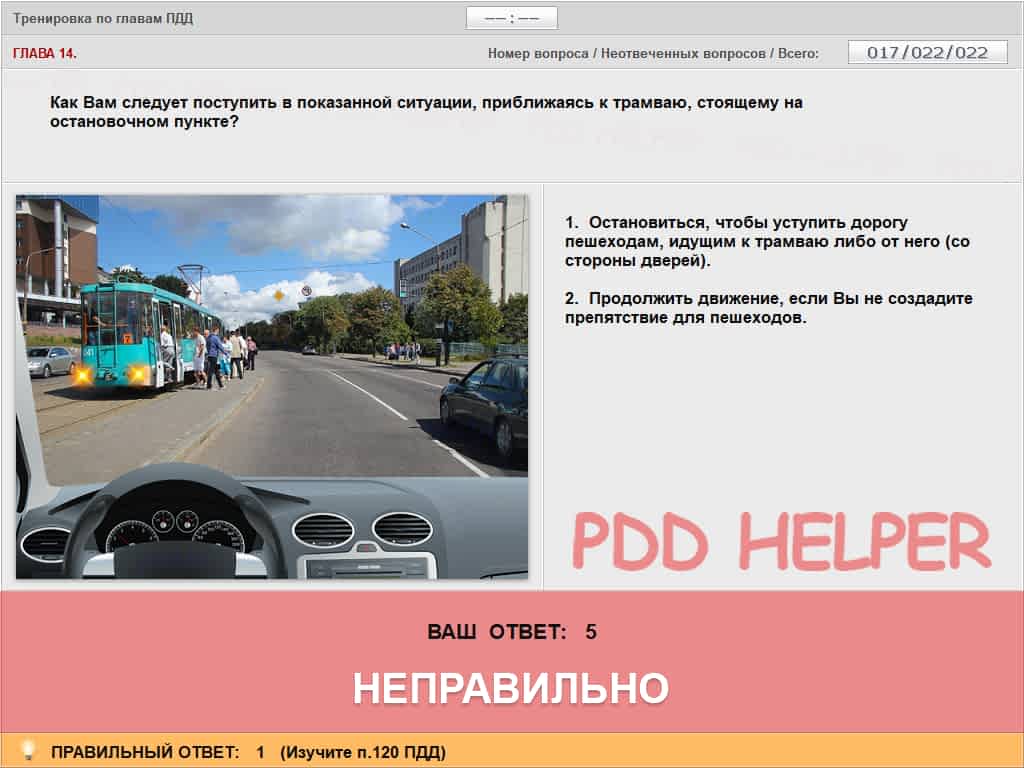 Тренировка по главам ПДД
—— : ——
ГЛАВА 14.
Номер вопроса / Неотвеченных вопросов / Всего:
017/022/022
Как Вам следует поступить в показанной ситуации, приближаясь к трамваю, стоящему на
остановочном пункте?
1. Остановиться, чтобы уступить дорогу
пешеходам, идущим к трамваю либо от него (со
стороны дверей).
2. Продолжить движение, если Вы не создадите
препятствие для пешеходов.
7
PDD HELPER
ВАШ ОТВЕТ: 5
НЕПРАВИЛЬНО
ПРАВИЛЬНЫЙ ОТВЕТ: 1 (Изучите п.120 ПДД)